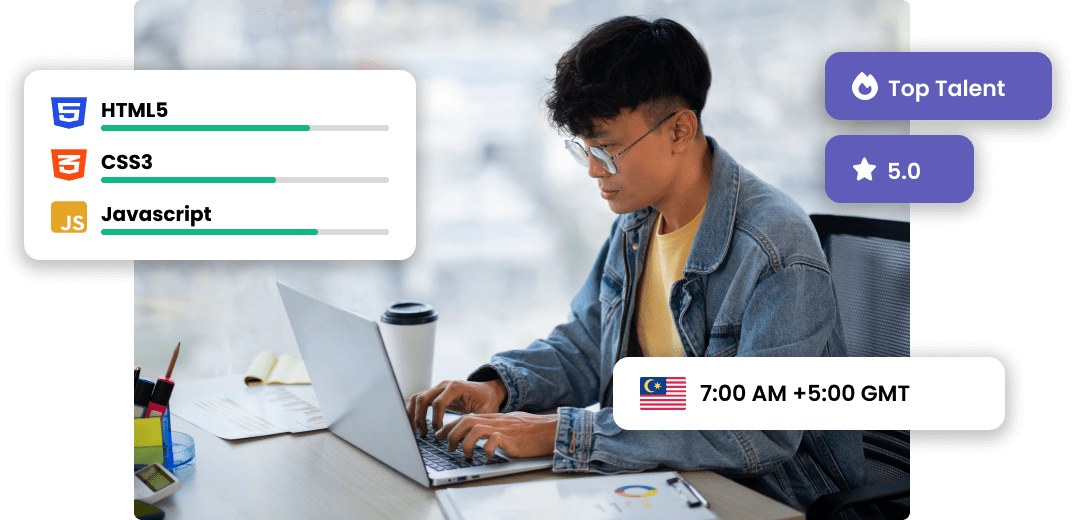 HTML5
CSS3
JS
Javascript
Top Talent
5.0
7:00 AM +5:00 GMT